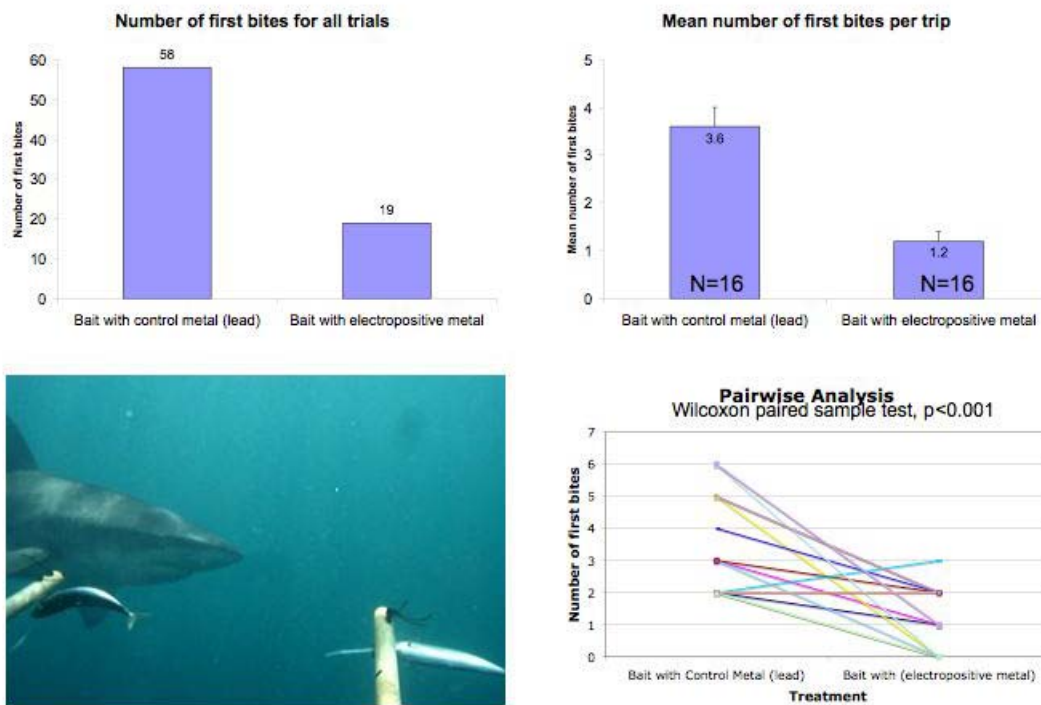 Number of first bites for all trials
60
50
40
30
20
10
0
Number of first bites
58
19
Bait with control metal (lead)
Bait with electropositive metal
Mean number of first bites per trip
5
4
3
2
1
0
Mean number of first bites
3.6
1.2
N=16
N=16
Bait with control metal (lead)
Bait with electropositive metal
Pairwise Analysis
Wilcoxon paired sample test, p<0.001
7
6
5
4
3
2
1
0
Number of first bites
Bait with Control Metal (lead)
Bait with (electropositive metal)
Treatment